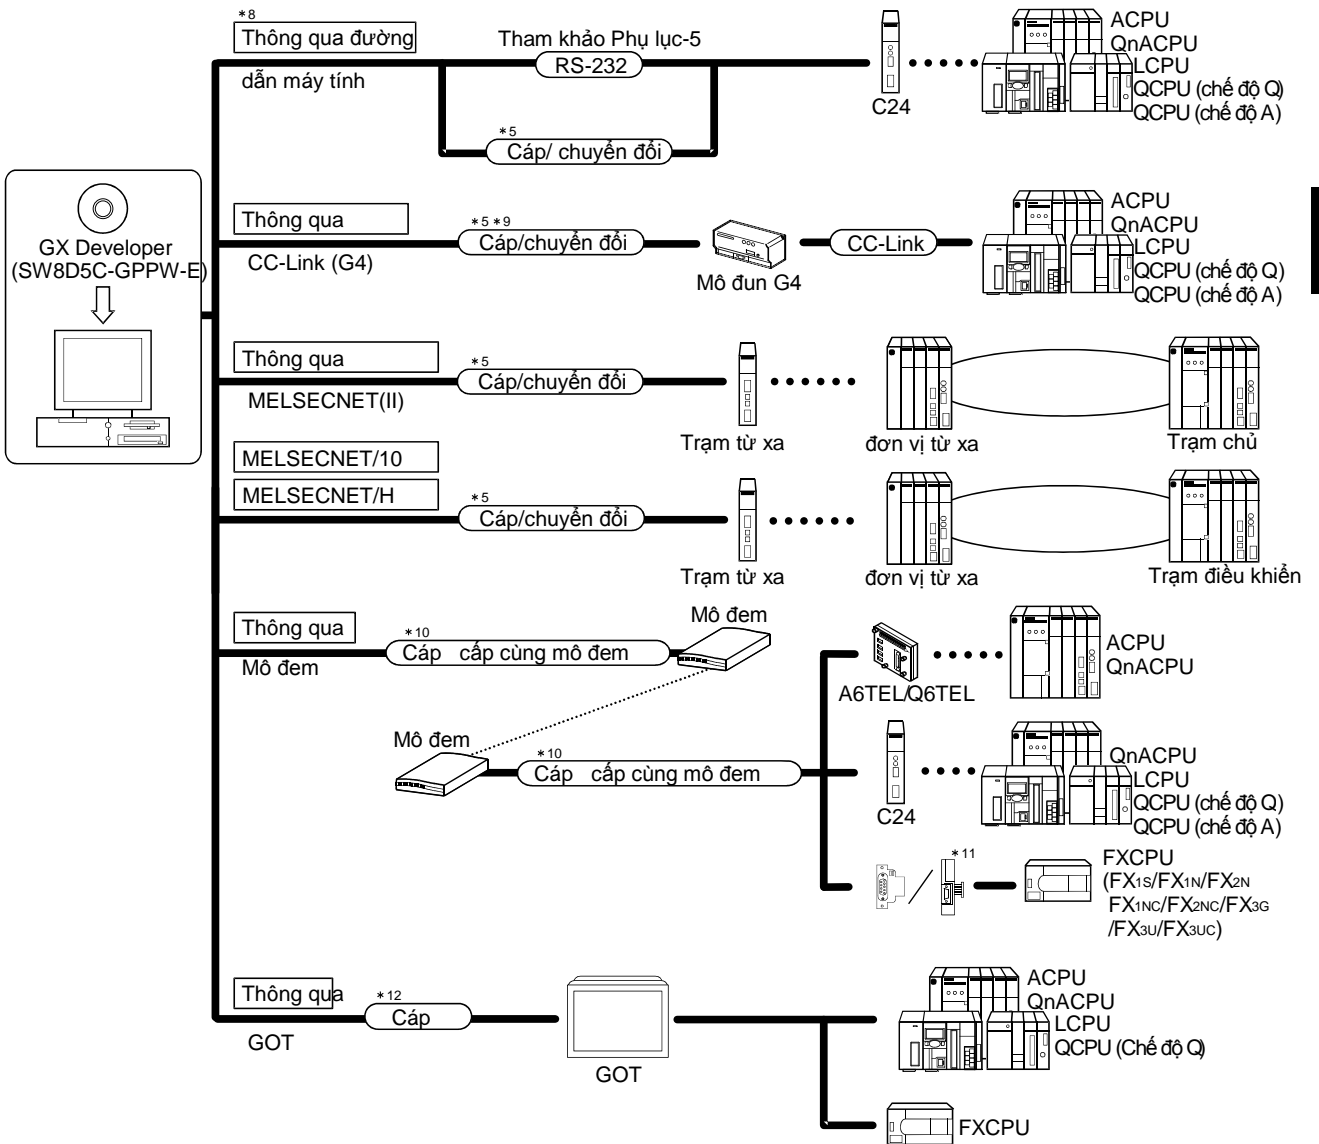 *8
Thông qua đường
dẫn máy tính
Tham khảo Phụ lục-5
RS-232
*5
Cáp/ chuyển đổi
C24
ACPU
QnACPU
LCPU
QCPU (chế độ Q)
QCPU (chế độ A)
GX Developer
(SW8D5C-GPPW-E)
Thông qua
CC-Link (G4)
*5 *9
Cáp/chuyển đổi
Mô đun G4
CC-Link
ACPU
QnACPU
LCPU
QCPU (chế độ Q)
QCPU (chế độ A)
Thông qua
MELSECNET(II)
*5
Cáp/chuyển đổi
Trạm từ xa
đơn vị từ xa
Trạm chủ
MELSECNET/10
MELSECNET/H
*5
Cáp/chuyển đổi
Trạm từ xa
đơn vị từ xa
Trạm điều khiển
Thông qua
Mô đem
*10
Cáp cấp cùng mô đem
Mô đem
A6TEL/Q6TEL
ACPU
QnACPU
Mô đem
*10
Cáp cấp cùng mô đem
C24
QnACPU
LCPU
QCPU (chế độ Q)
QCPU (chế độ A)
*11
FXCPU
(FX1S/FX1N/FX2N
FX1NC/FX2NC/FX3G
/FX3U/FX3UC)
Thông qua
GOT
*12
Cáp
GOT
ACPU
QnACPU
LCPU
QCPU (Chế độ Q)
FXCPU